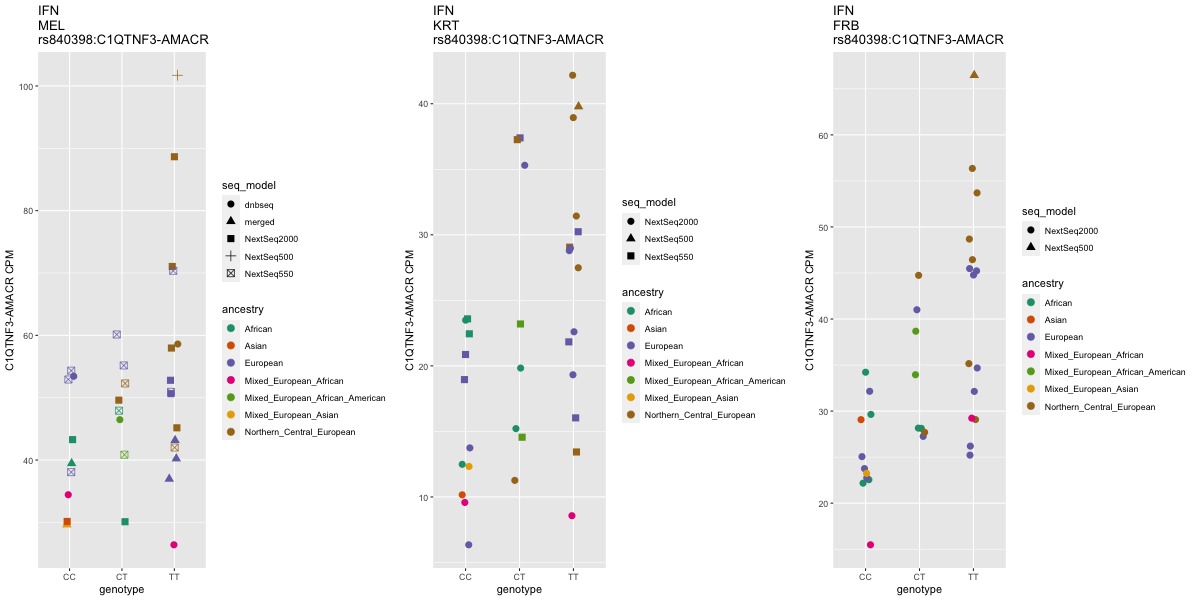 IFN
MEL
rs840398:C1QTNF3-AMACR
C1QTNF3-AMACR CPM
100
80
60
40
CC
CT
TT
genotype
seq_model
dnbseq
merged
NextSeq2000
NextSeq500
NextSeq550
ancestry
African
Asian
European
Mixed_European_African
Mixed_European_African_American
Mixed_European_Asian
Northern_Central_European
IFN
KRT
rs840398:C1QTNF3-AMACR
C1QTNF3-AMACR CPM
40
30
20
10
CC
CT
TT
genotype
seq_model
NextSeq2000
NextSeq500
NextSeq550
ancestry
African
Asian
European
Mixed_European_African
Mixed_European_African_American
Mixed_European_Asian
Northern_Central_European
IFN
FRB
rs840398:C1QTNF3-AMACR
C1QTNF3-AMACR CPM
60
50
40
30
20
CC
CT
TT
genotype
seq_model
NextSeq2000
NextSeq500
ancestry
African
Asian
European
Mixed_European_African
Mixed_European_African_American
Mixed_European_Asian
Northern_Central_European